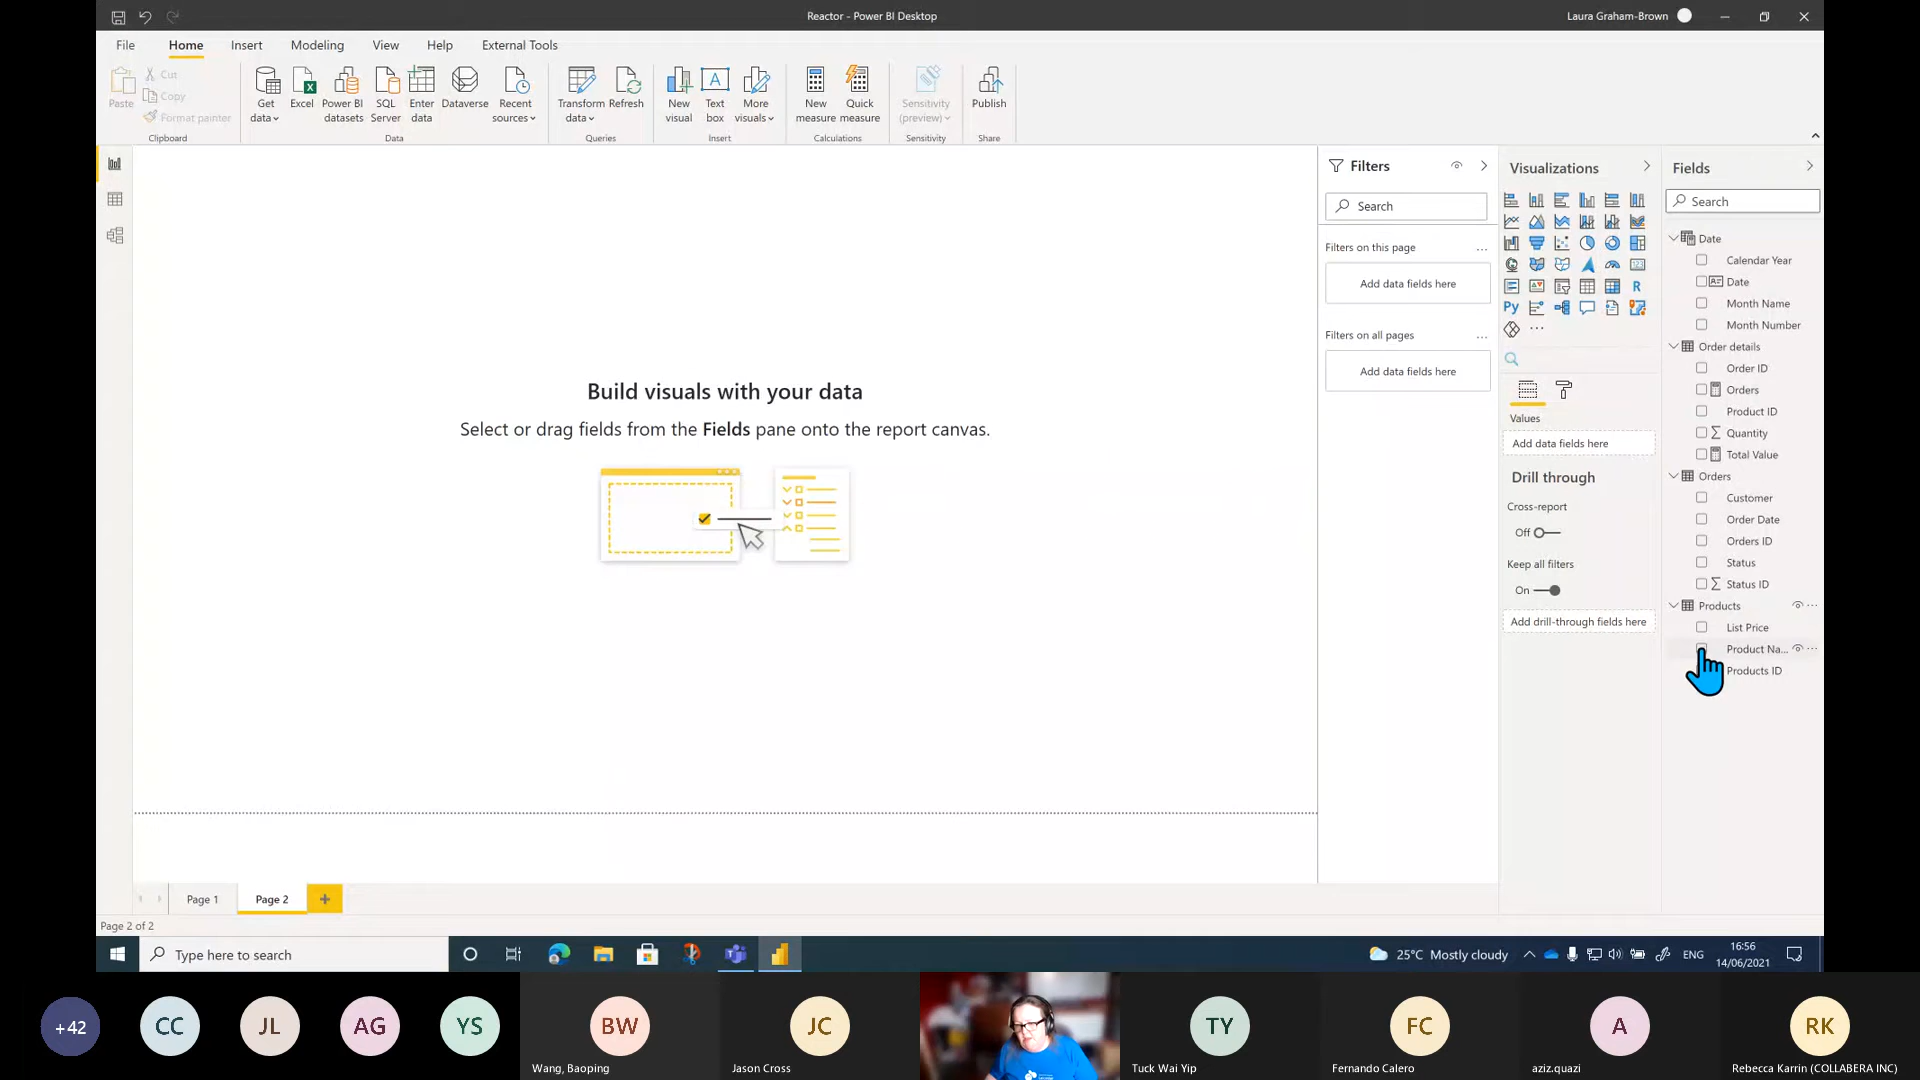 Reactor - Power BI Desktop
Laura Graham-Brown
File
Home
Insert
Modeling
View
Help
External Tools
Paste
Cut
Copy
Format painter
Clipboard
Get data
Excel
Power BI datasets
SQL Server
Enter data
Dataverse
Recent sources
Data
Transform data
Refresh
Queries
New visual
Text box
More visuals
Insert
New measure
Quick measure
Calculations
Sensitivity (preview)
Sensitivity
Publish
Share
Build visuals with your data
Select or drag fields from the Fields pane onto the report canvas.
Filters
Search
Filters on this page
...
Add data fields here
Filters on all pages
...
Add data fields here
Visualizations
R
Py
...
Values
Add data fields here
Drill through
Cross-report
Off
Keep all filters
On
Add drill-through fields here
Fields
Search
Date
Calendar Year
Date
Month Name
Month Number
Order details
Order ID
Orders
Product ID
Σ Quantity
Total Value
Orders
Customer
Order Date
Orders ID
Status
Σ Status ID
Products
...
List Price
Product Na...
...
Products ID
Page 1
Page 2
+
Page 2 of 2
Type here to search
25°C Mostly cloudy
ENG
16:56
14/06/2021
+42
CC
JL
AG
YS
BW
Wang, Baoping
JC
Jason Cross
TY
Tuck Wai Yip
FC
Fernando Calero
A
aziz.quazi
RK
Rebecca Karrin (COLLABERA INC)